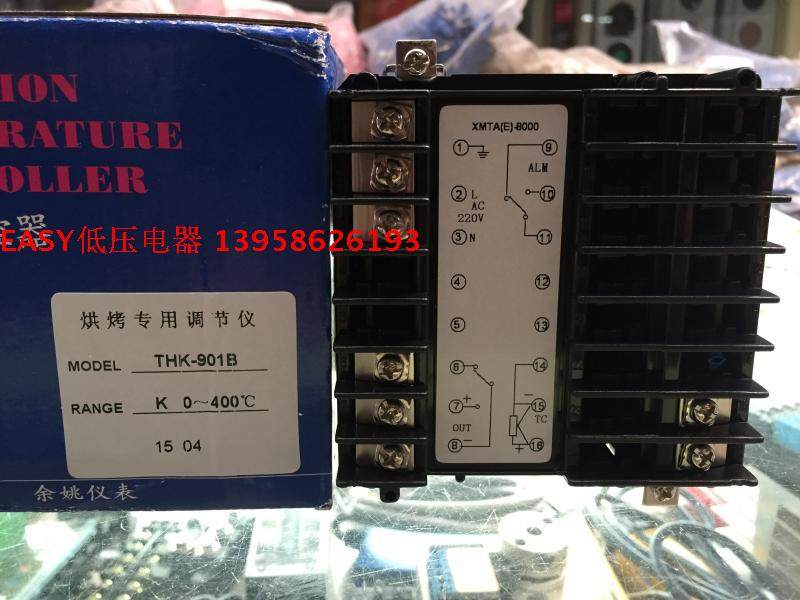 ION
RATURE
OLLER
器
EASY低压电器 13958626193
烘烤专用调节仪
MODEL THK-901B
RANGE K 0~400℃
15 04
余姚仪表
XMTA(E)-8000
1 9
ALM
2 L 10
AC
220V
3 N 11
4 12
5 13
6 14
7 + 15
OUT TC
8 - 16